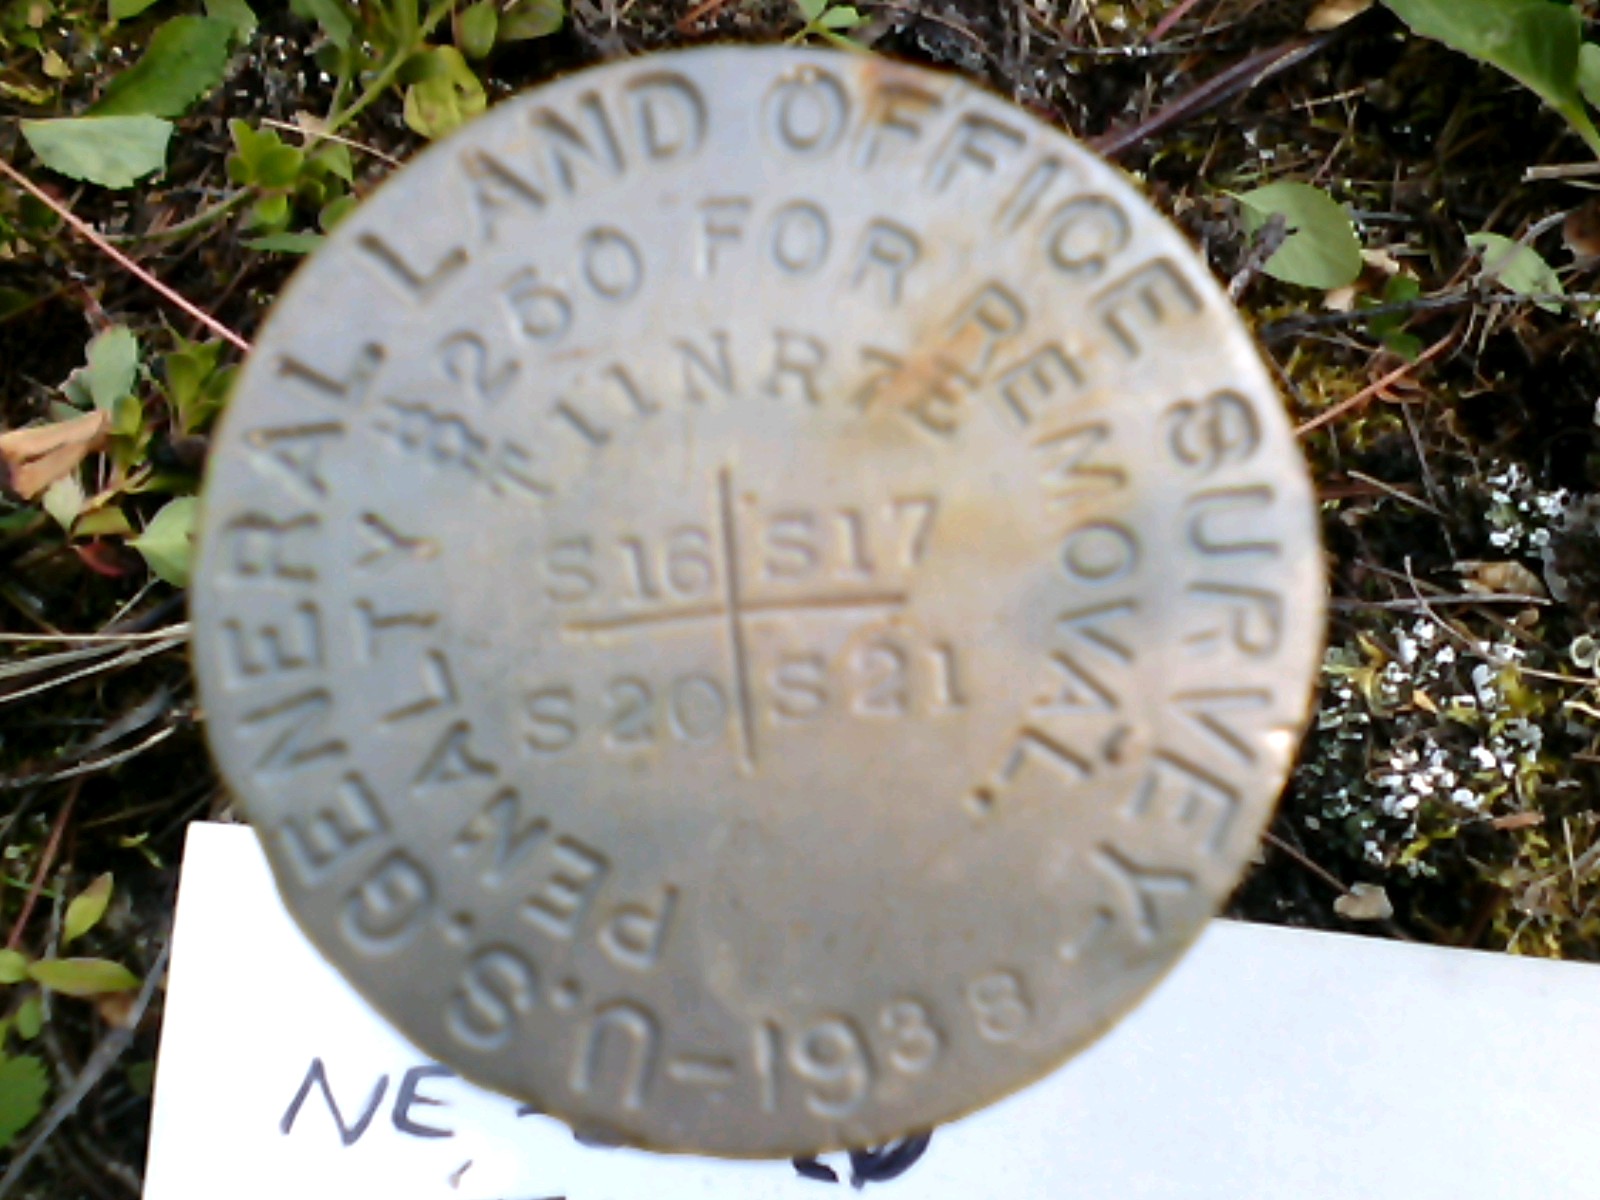 U.S. GENERAL LAND OFFICE SURVEY-
-1938
PENALTY $250 FOR REMOVAL.
T11N R7E
S16 S17
S20 S21
NE